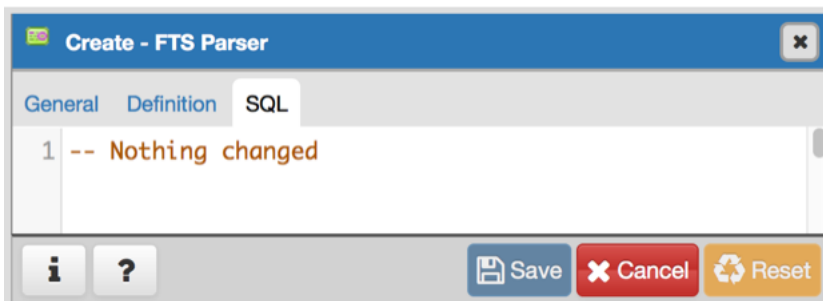 Create - FTS Parser
General Definition SQL
1 -- Nothing changed
i ? Save Cancel Reset